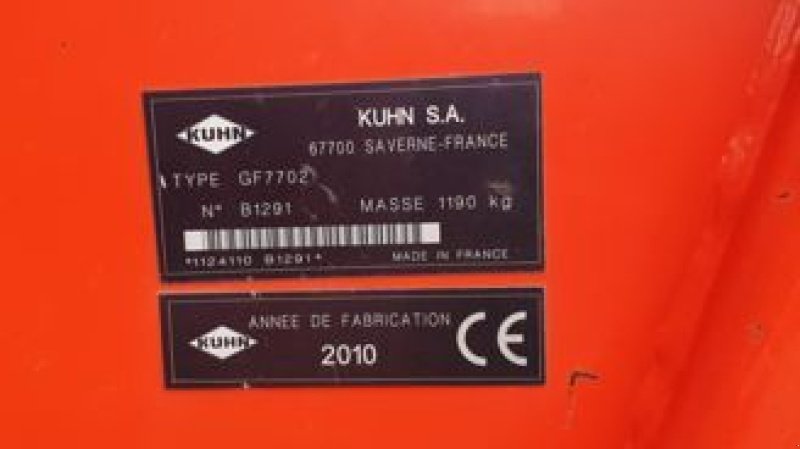 KUHN
KUHN S.A.
67700 SAVERNE-FRANCE
TYPE GF7702
N° B1291 MASSE 1190 kg
*1124110 B1291*
MADE IN FRANCE
KUHN
ANNEE DE FABRICATION
2010
CE